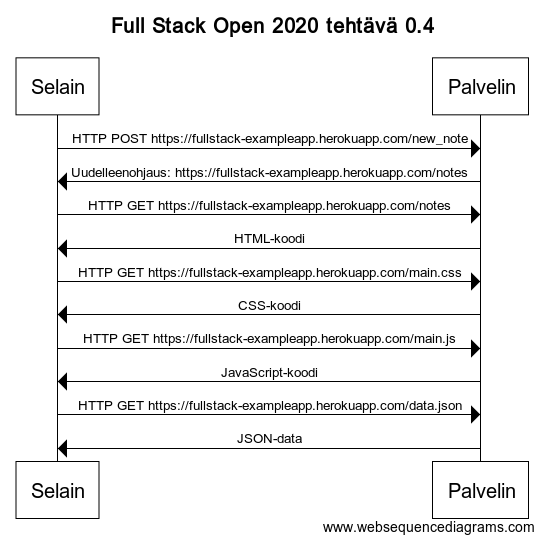 Full Stack Open 2020 tehtävä 0.4
Selain
Palvelin
HTTP POST https://fullstack-exampleapp.herokuapp.com/new_note
Uudelleenohjaus: https://fullstack-exampleapp.herokuapp.com/notes
HTTP GET https://fullstack-exampleapp.herokuapp.com/notes
HTML-koodi
HTTP GET https://fullstack-exampleapp.herokuapp.com/main.css
CSS-koodi
HTTP GET https://fullstack-exampleapp.herokuapp.com/main.js
JavaScript-koodi
HTTP GET https://fullstack-exampleapp.herokuapp.com/data.json
JSON-data
Selain
Palvelin
www.websequencediagrams.com